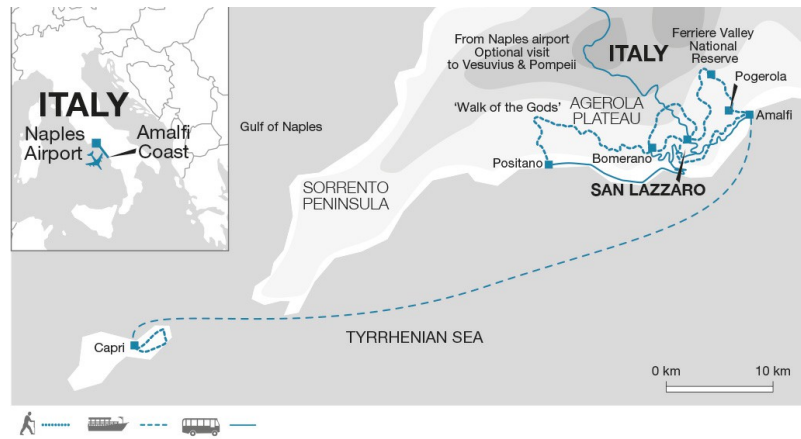 ITALY
Naples
Airport
Amalfi
Coast
Gulf of Naples
From Naples airport
Optional visit
to Vesuvius & Pompeii
ITALY
Ferriere Valley
National
Reserve
Pogerola
'Walk of the Gods'
AGEROLA
PLATEAU
Amalfi
Positano
Bomerano
SAN LAZZARO
SORRENTO
PENINSULA
TYRRHENIAN SEA
Capri
0 km
10 km